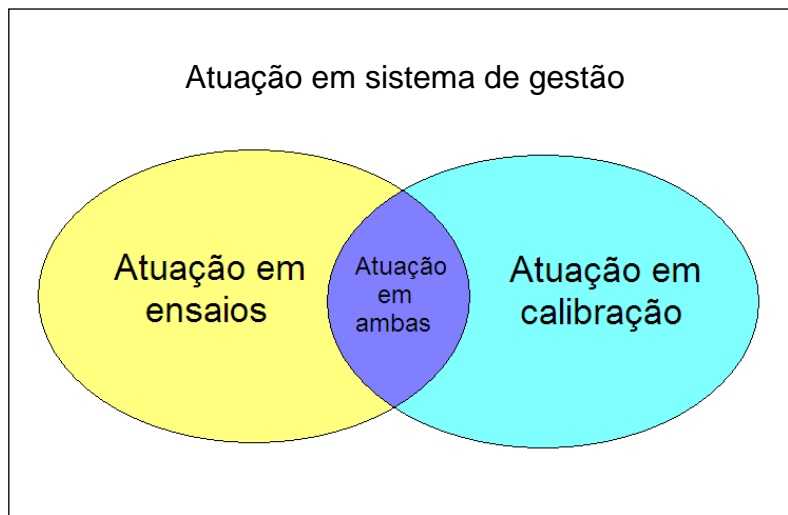 Atuação em sistema de gestão
Atuação em
ensaios
Atuação
em
ambas
Atuação em
calibração